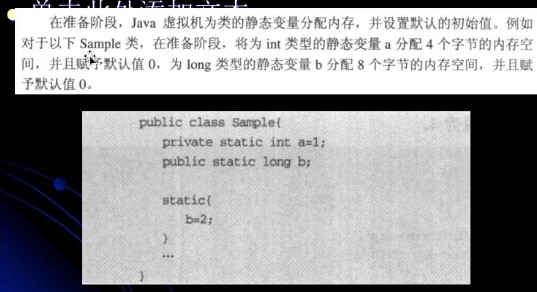 在准备阶段，Java 虚拟机为类的静态变量分配内存，并设置默认的初始值。例如
对于以下 Sample 类，在准备阶段，将为 int 类型的静态变量 a 分配 4 个字节的内存空
间，并且赋予默认值 0，为 long 类型的静态变量 b 分配 8 个字节的内存空间，并且赋
予默认值 0。
public class Sample{
private static int a=1;
public static long b;
static{
b=2;
}
…
}